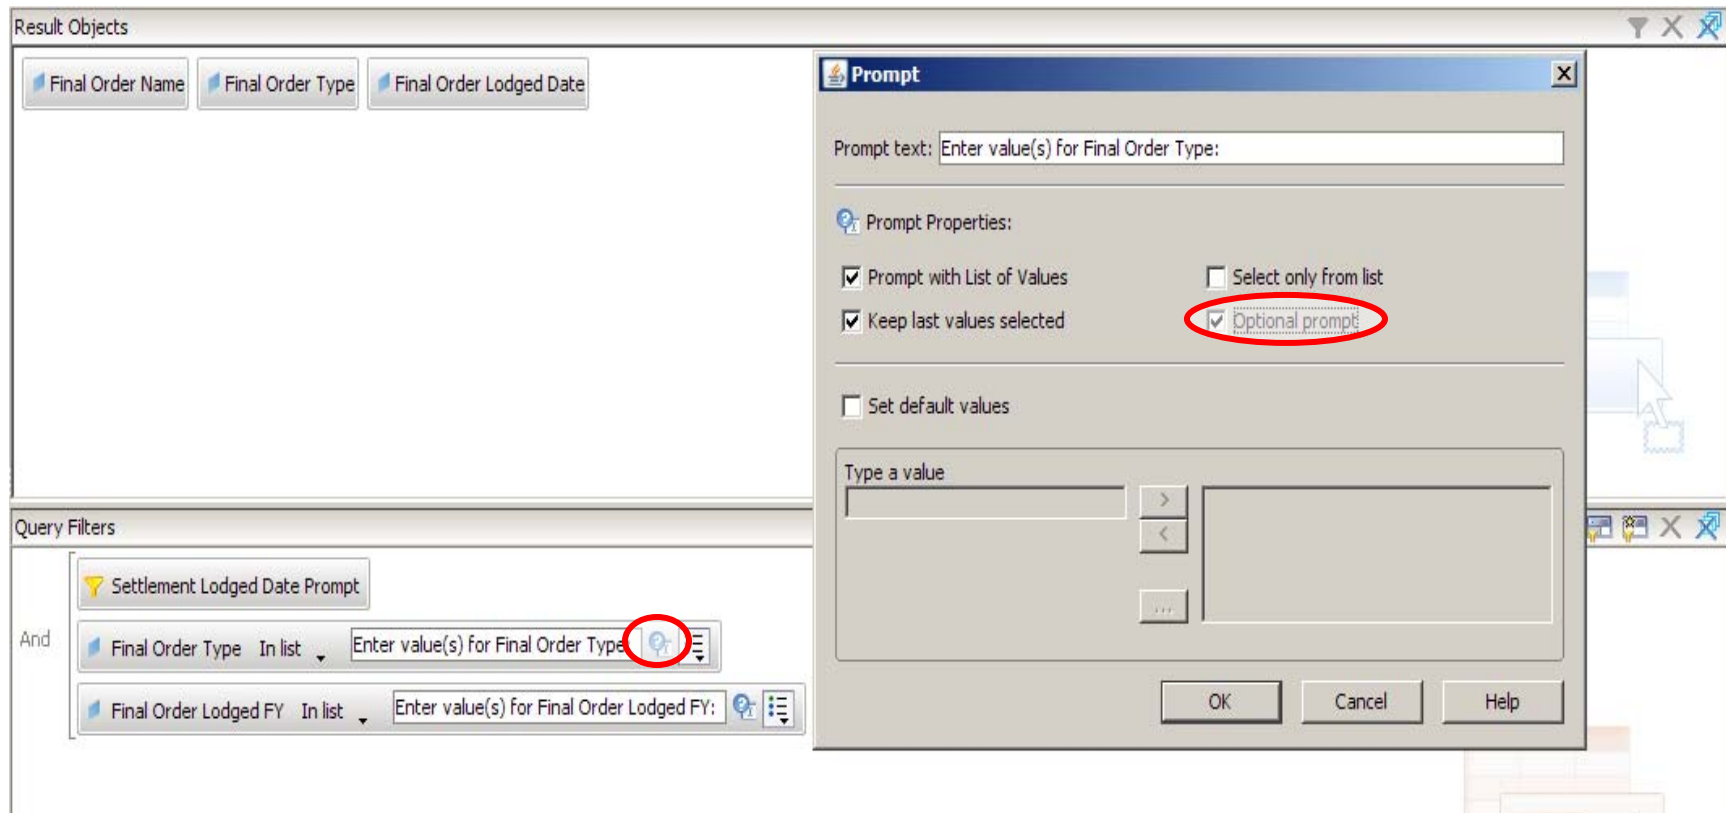 Result Objects
Final Order Name
Final Order Type
Final Order Lodged Date
Prompt
Prompt text: Enter value(s) for Final Order Type:
Prompt Properties:
Prompt with List of Values
Select only from list
Keep last values selected
Optional prompt
Set default values
Type a value
>
<
...
OK
Cancel
Help
Query Filters
And
Settlement Lodged Date Prompt
Final Order Type In list Enter value(s) for Final Order Type
Final Order Lodged FY In list Enter value(s) for Final Order Lodged FY: